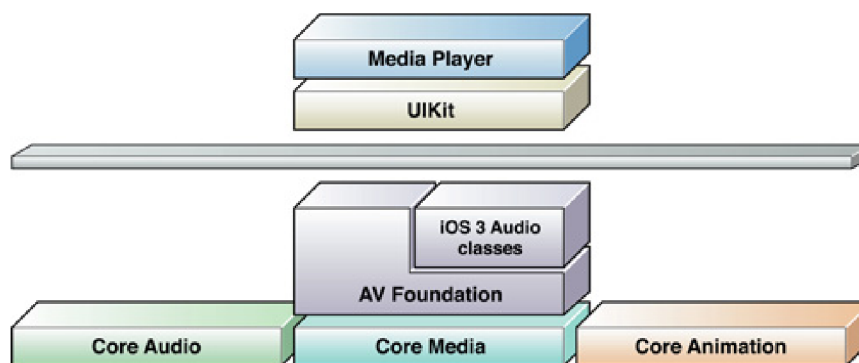 Media Player
UIKit
iOS 3 Audio
classes
AV Foundation
Core Audio
Core Media
Core Animation